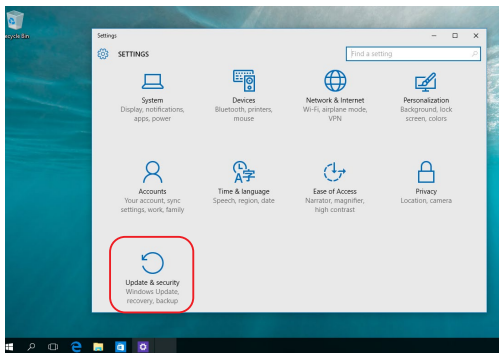 Recycle Bin
Settings
SETTINGS
Find a setting
System
Display, notifications,
apps, power
Devices
Bluetooth, printers,
mouse
Network & Internet
Wi-Fi, airplane mode,
VPN
Personalization
Background, lock
screen, colors
Accounts
Your account, sync
settings, work, family
Time & language
Speech, region, date
Ease of Access
Narrator, magnifier,
high contrast
Privacy
Location, camera
Update & security
Windows Update,
recovery, backup